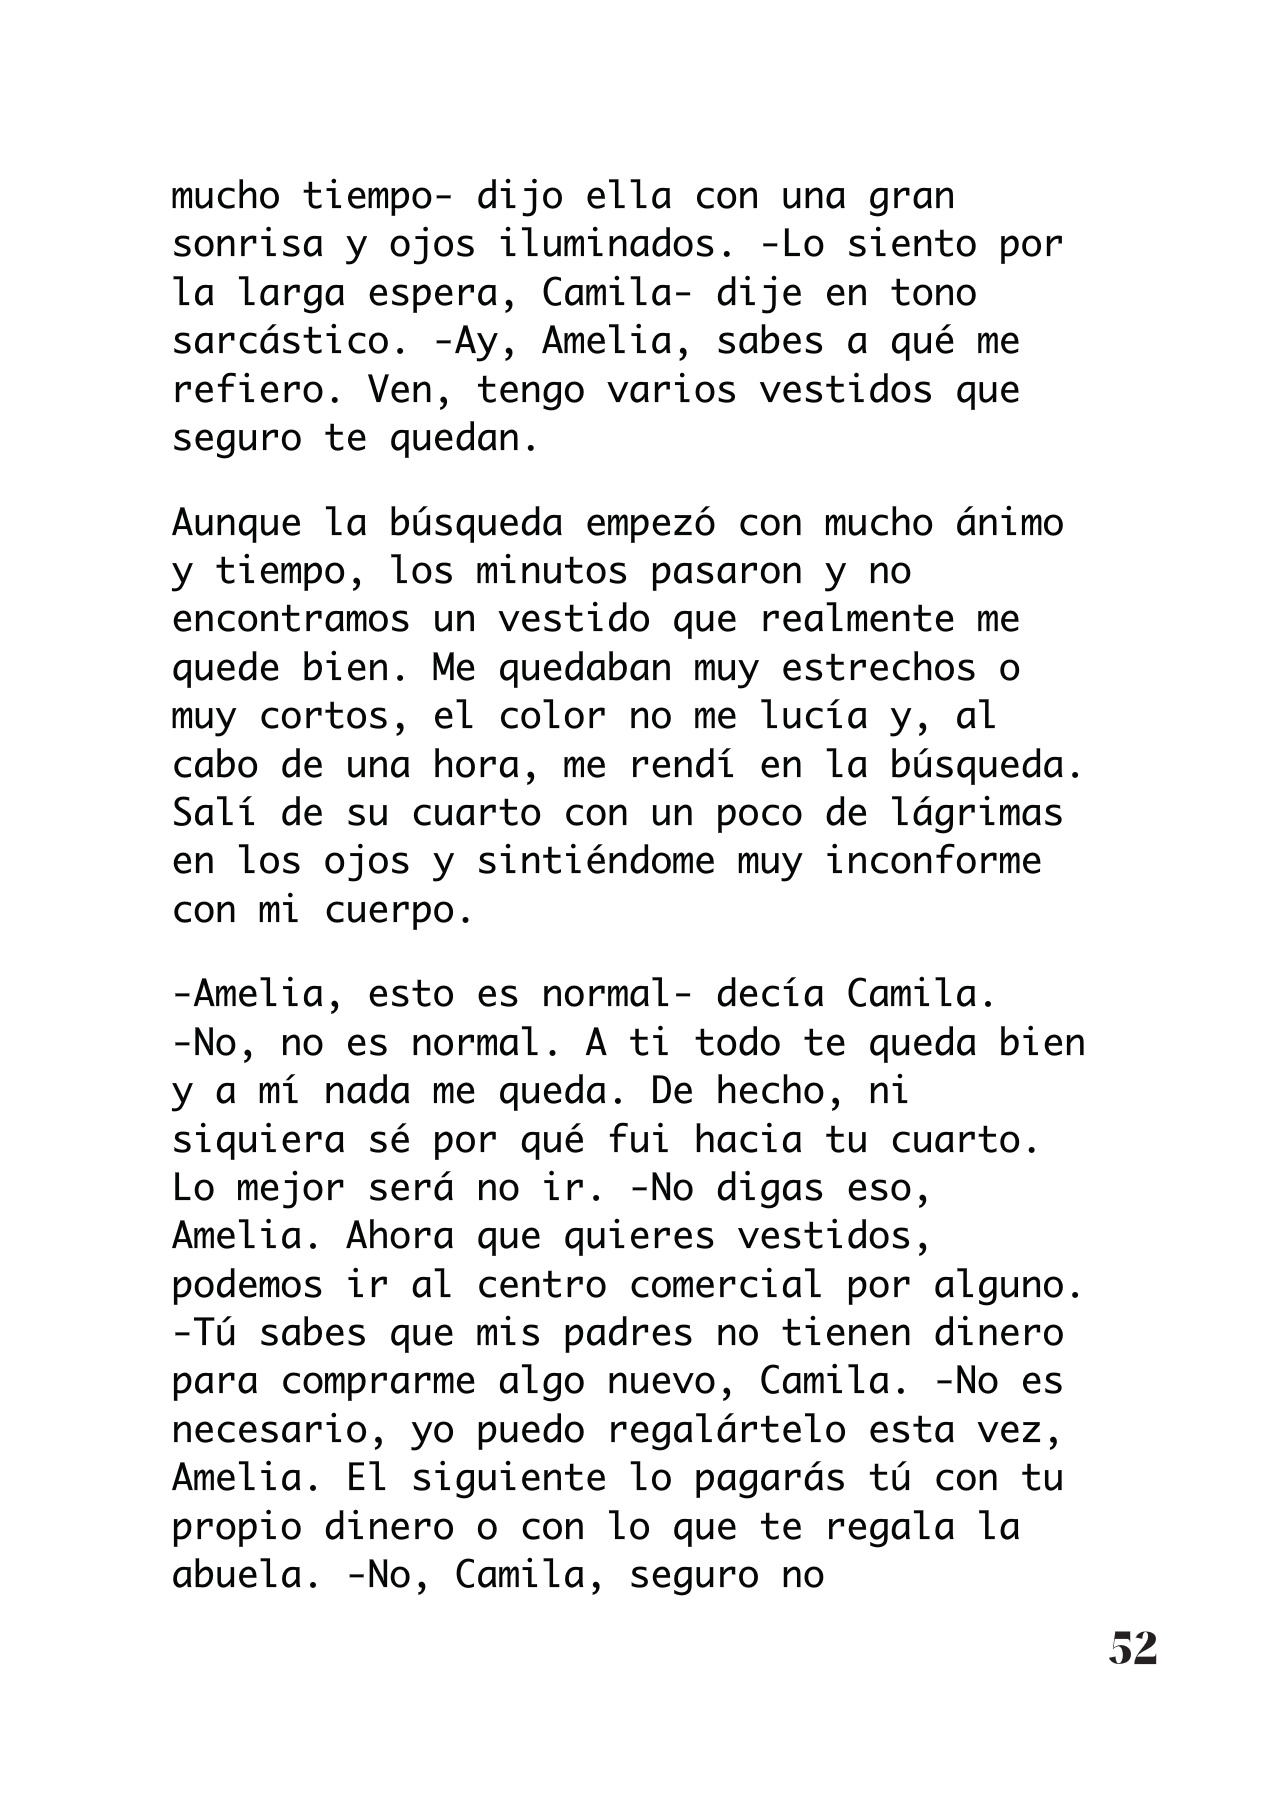 mucho tiempo- dijo ella con una gran
sonrisa y ojos iluminados. -Lo siento por
la larga espera, Camila- dije en tono
sarcástico. -Ay, Amelia, sabes a qué me
refiero. Ven, tengo varios vestidos que
seguro te quedan.
Aunque la búsqueda empezó con mucho ánimo
y tiempo, los minutos pasaron y no
encontramos un vestido que realmente me
quede bien. Me quedaban muy estrechos o
muy cortos, el color no me lucía y, al
cabo de una hora, me rendí en la búsqueda.
Salí de su cuarto con un poco de lágrimas
en los ojos y sintiéndome muy inconforme
con mi cuerpo.
-Amelia, esto es normal- decía Camila.
-No, no es normal. A ti todo te queda bien
y a mí nada me queda. De hecho, ni
siquiera sé por qué fui hacia tu cuarto.
Lo mejor será no ir. -No digas eso,
Amelia. Ahora que quieres vestidos,
podemos ir al centro comercial por alguno.
-Tú sabes que mis padres no tienen dinero
para comprarme algo nuevo, Camila. -No es
necesario, yo puedo regalártelo esta vez,
Amelia. El siguiente lo pagarás tú con tu
propio dinero o con lo que te regala la
abuela. -No, Camila, seguro no
52